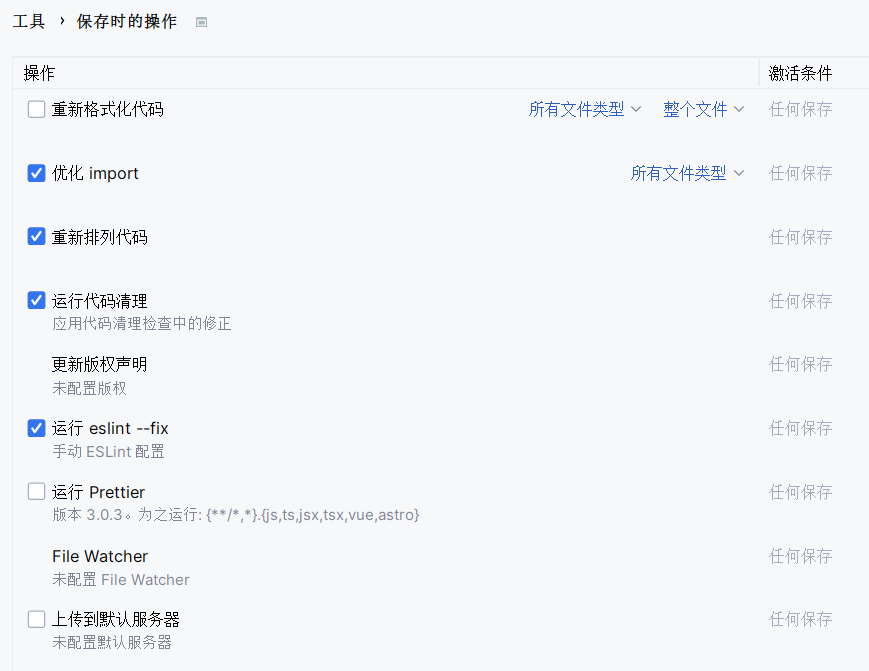 工具 › 保存时的操作
操作 激活条件
重新格式化代码 所有文件类型 整个文件 任何保存
优化 import 所有文件类型 任何保存
重新排列代码 任何保存
运行代码清理 任何保存
应用代码清理检查中的修正
更新版权声明 任何保存
未配置版权
运行 eslint --fix 任何保存
手动 ESLint 配置
运行 Prettier 任何保存
版本 3.0.3。为之运行: {**/*,*}.{js,ts,jsx,tsx,vue,astro}
File Watcher 任何保存
未配置 File Watcher
上传到默认服务器 任何保存
未配置默认服务器